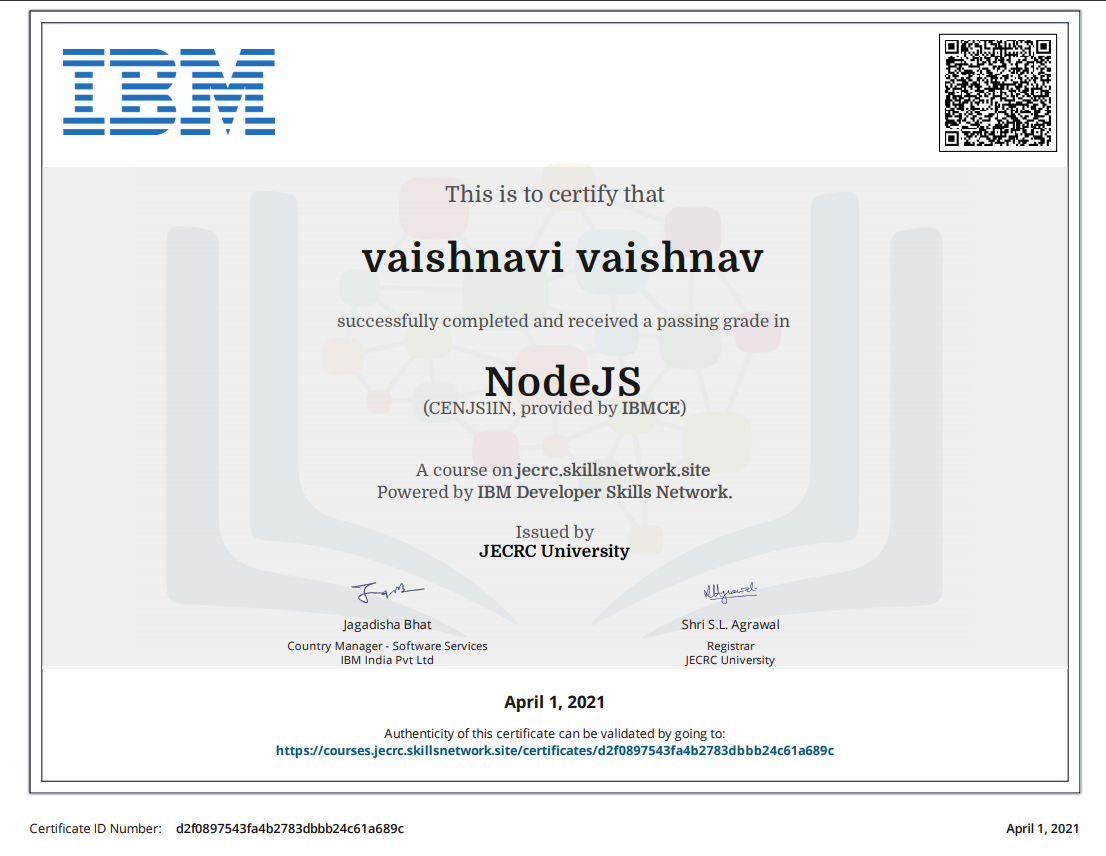 IBM
This is to certify that
vaishnavi vaishnav
successfully completed and received a passing grade in
NodeJS
(CENJS1IN, provided by IBMCE)
A course on jecrc.skillsnetwork.site
Powered by IBM Developer Skills Network.
Issued by
JECRC University
Jagadisha Bhat
Country Manager - Software Services
IBM India Pvt Ltd
Shri S.L. Agrawal
Registrar
JECRC University
April 1, 2021
Authenticity of this certificate can be validated by going to:
https://courses.jecrc.skillsnetwork.site/certificates/d2f0897543fa4b2783dbbb24c61a689c
Certificate ID Number: d2f0897543fa4b2783dbbb24c61a689c
April 1, 2021